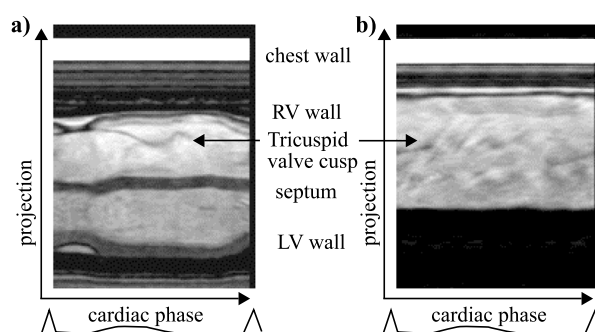 a)
b)
chest wall
RV wall
Tricuspid
valve cusp
septum
LV wall
projection
projection
cardiac phase
cardiac phase